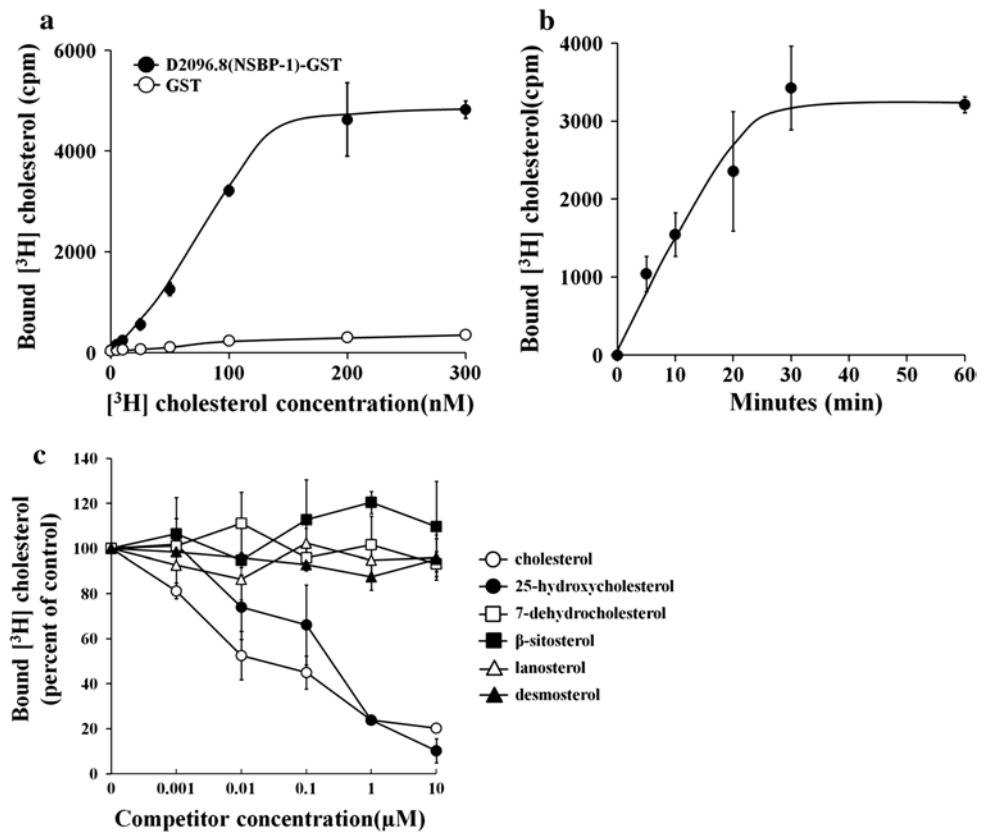 a
Bound [³H] cholesterol (cpm)
6000
4000
2000
0
D2096.8(NSBP-1)-GST
GST
0
100
200
300
[³H] cholesterol concentration(nM)
b
Bound [³H] cholesterol(cpm)
4000
3000
2000
1000
0
0
10
20
30
40
50
60
Minutes (min)
c
Bound [³H] cholesterol
(percent of control)
140
120
100
80
60
40
20
0
0
0.001
0.01
0.1
1
10
Competitor concentration(µM)
cholesterol
25-hydroxycholesterol
7-dehydrocholesterol
β-sitosterol
lanosterol
desmosterol